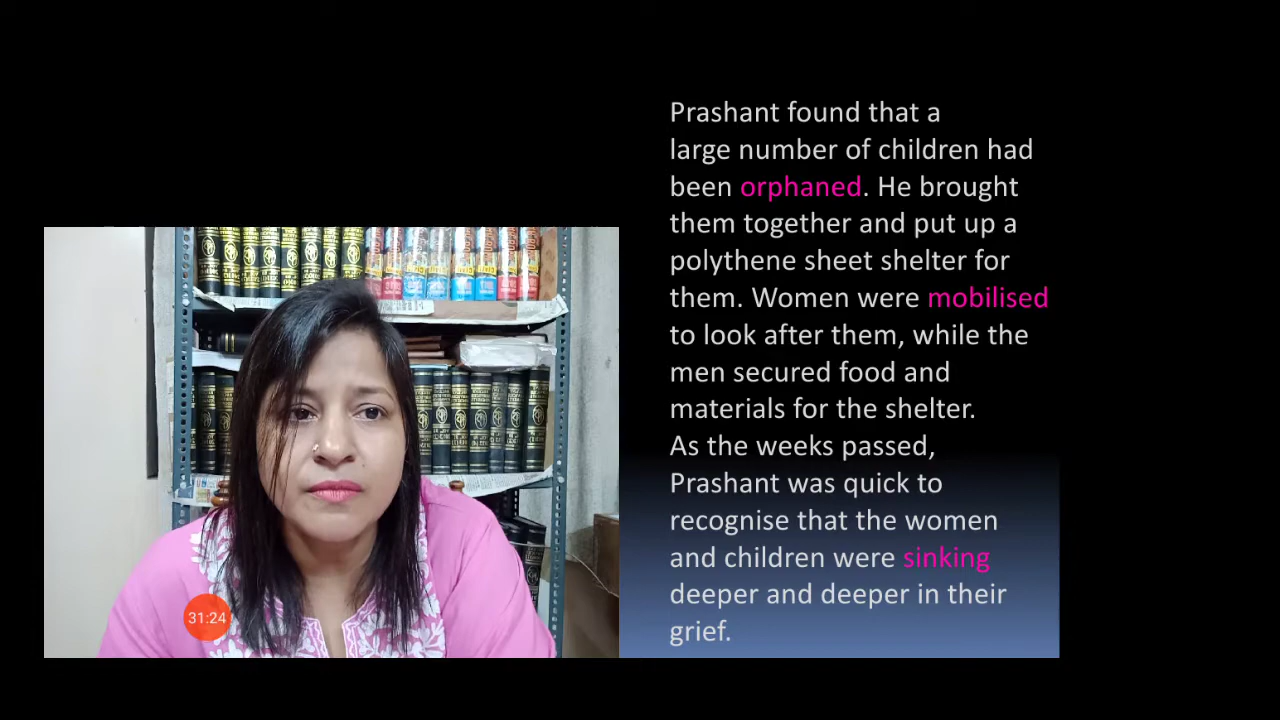 Prashant found that a
large number of children had
been orphaned. He brought
them together and put up a
polythene sheet shelter for
them. Women were mobilised
to look after them, while the
men secured food and
materials for the shelter.
As the weeks passed,
Prashant was quick to
recognise that the women
and children were sinking
deeper and deeper in their
grief.
31:24